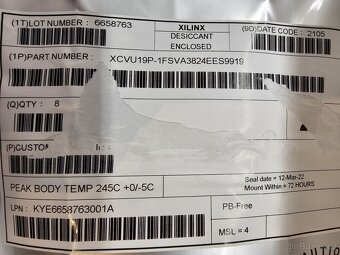 (1T)LOT NUMBER : 6658763
XILINX
DESICCANT
ENCLOSED
(9D)DATE CODE : 2105
(1P)PART NUMBER : XCVU19P-1FSVA3824EES9919
(Q)QTY : 8
(P)CUSTO
PEAK BODY TEMP 245C +0/-5C
Seal date = 12-Mar-22
Mount Within = 72 HOURS
LPN: KYE6658763001A
PB-Free
MSL = 4